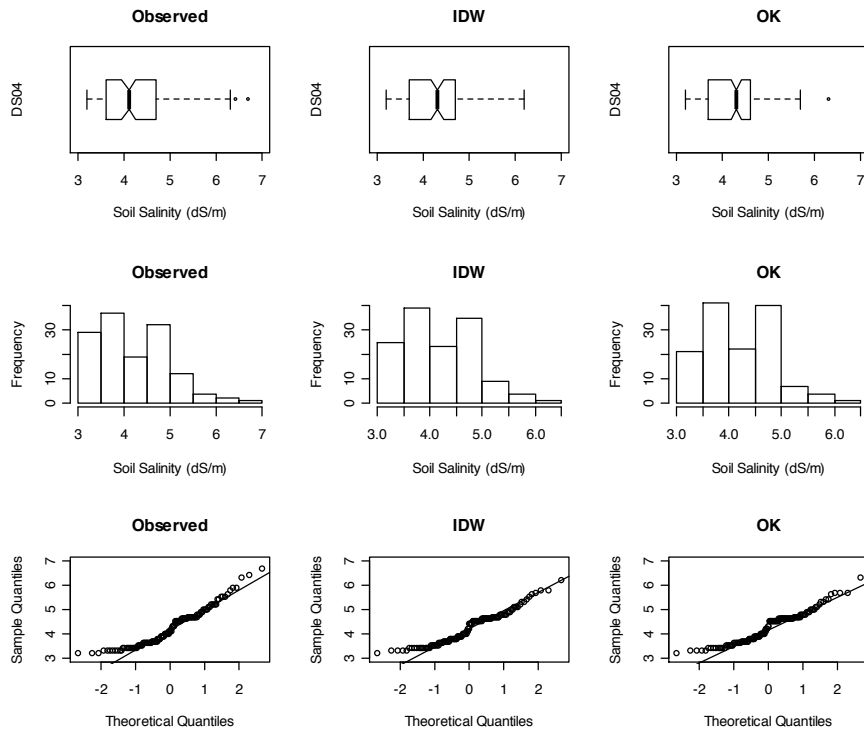 Observed
IDW
OK
DS04
3 4 5 6 7
Soil Salinity (dS/m)
DS04
3 4 5 6 7
Soil Salinity (dS/m)
DS04
3 4 5 6 7
Soil Salinity (dS/m)
Observed
IDW
OK
Frequency
0 10 30
3 4 5 6 7
Soil Salinity (dS/m)
Frequency
0 10 30
3.0 4.0 5.0 6.0
Soil Salinity (dS/m)
Frequency
0 10 30
3.0 4.0 5.0 6.0
Soil Salinity (dS/m)
Observed
IDW
OK
Sample Quantiles
3 4 5 6 7
-2 -1 0 1 2
Theoretical Quantiles
Sample Quantiles
3 4 5 6 7
-2 -1 0 1 2
Theoretical Quantiles
Sample Quantiles
3 4 5 6 7
-2 -1 0 1 2
Theoretical Quantiles